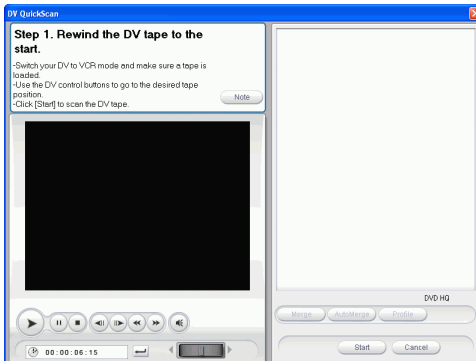 DV QuickScan
Step 1. Rewind the DV tape to the
start.
-Switch your DV to VCR mode and make sure a tape is
loaded.
-Use the DV control buttons to go to the desired tape
position.
-Click [Start] to scan the DV tape.
Note
DVD HQ
Merge
AutoMerge
Profile
00:00:06:15
Start
Cancel